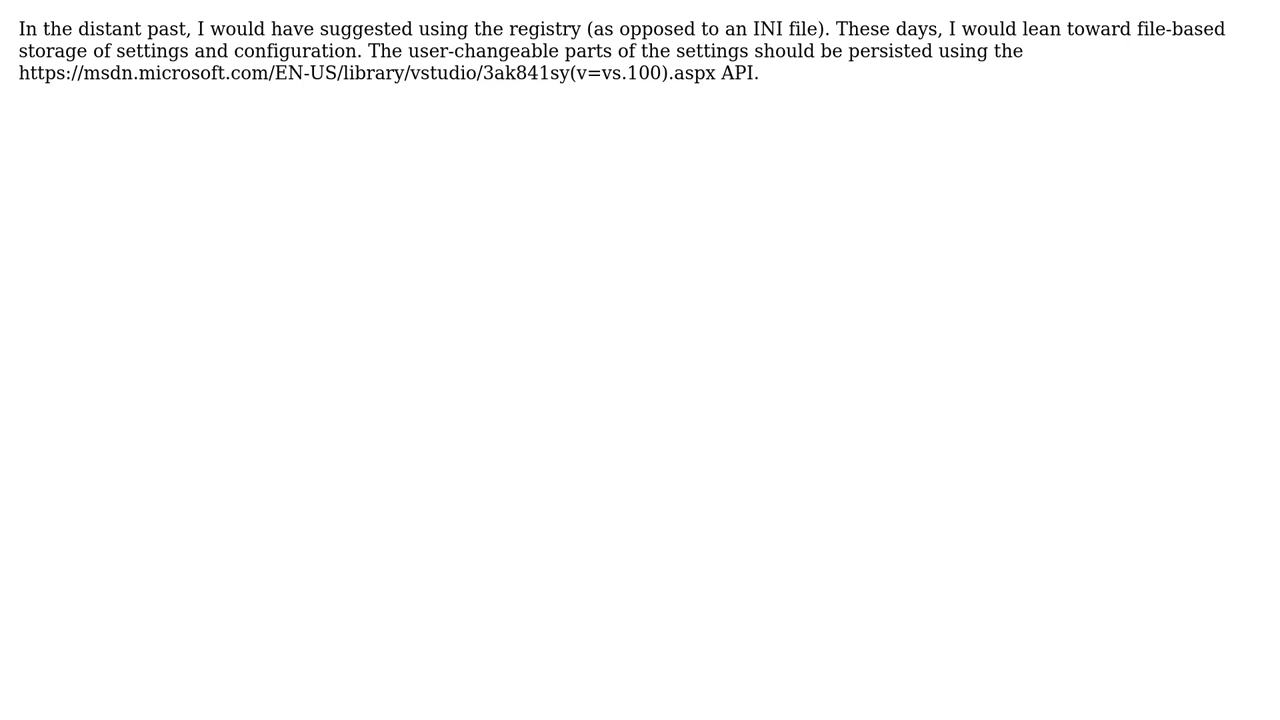 In the distant past, I would have suggested using the registry (as opposed to an INI file). These days, I would lean toward file-based
storage of settings and configuration. The user-changeable parts of the settings should be persisted using the
https://msdn.microsoft.com/EN-US/library/vstudio/3ak841sy(v=vs.100).aspx API.